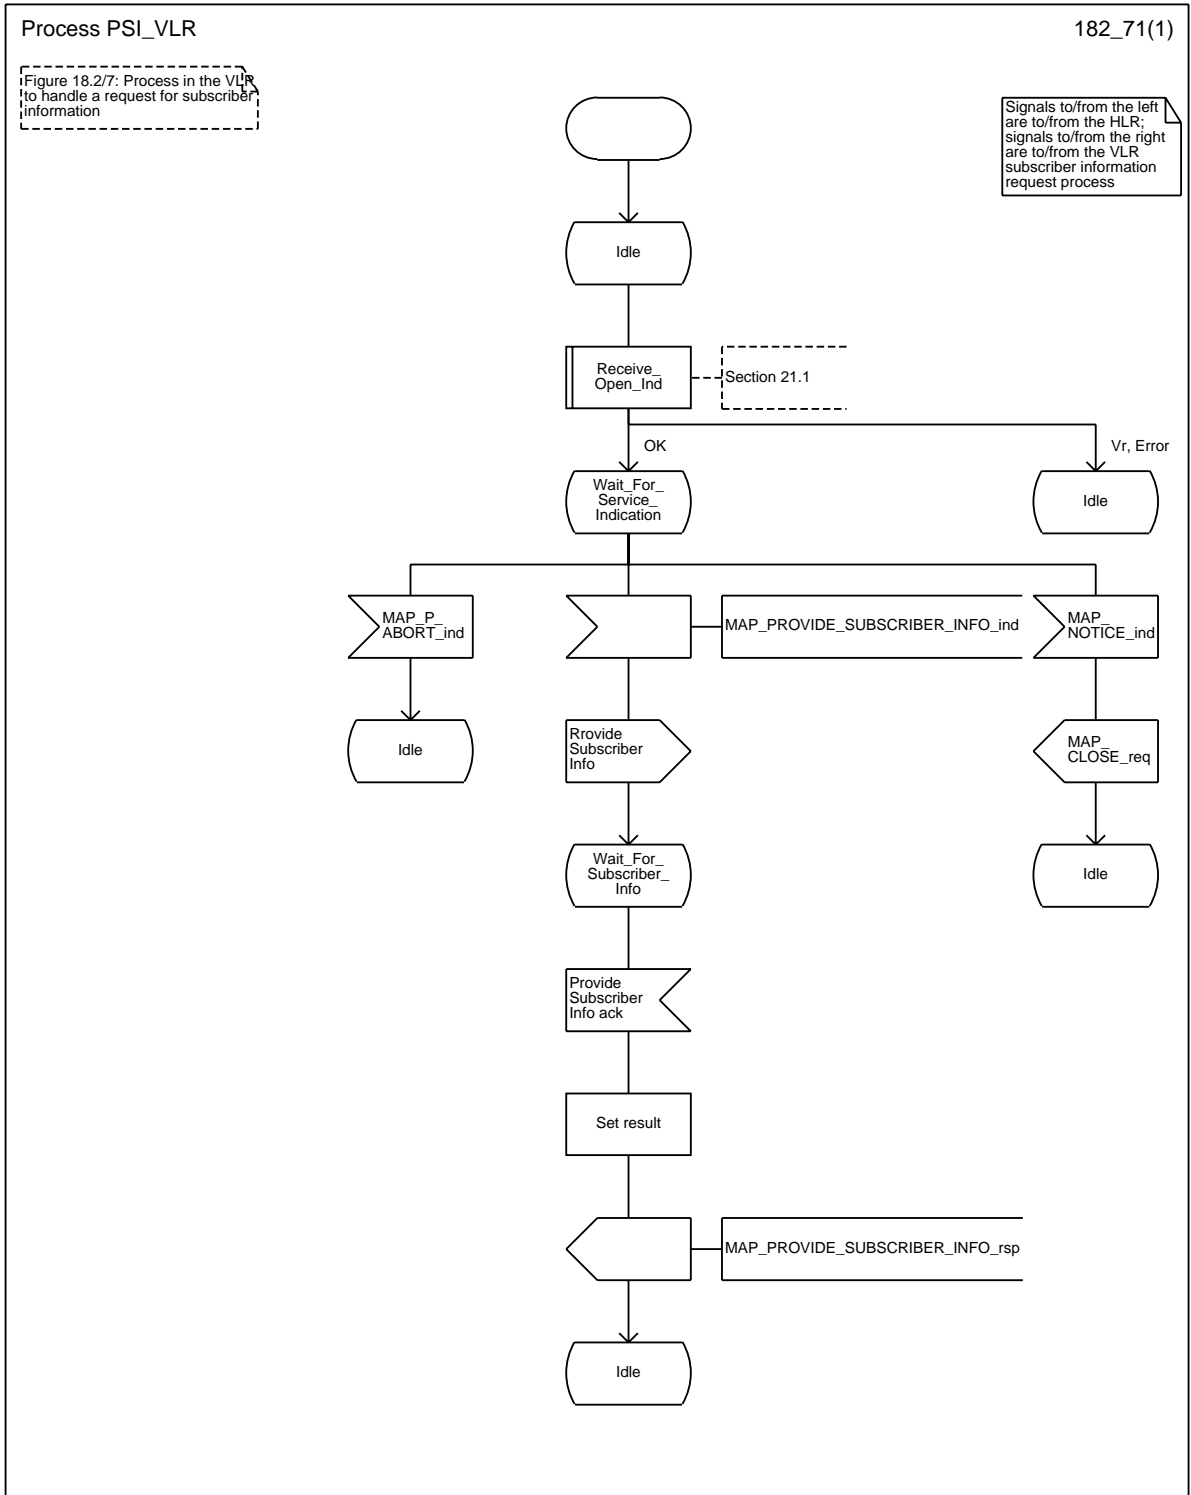 Process PSI_VLR
182_71(1)
Figure 18.2/7: Process in the VLR
to handle a request for subscriber
information
Signals to/from the left
are to/from the HLR;
signals to/from the right
are to/from the VLR
subscriber information
request process
Idle
Receive_
Open_Ind
Section 21.1
OK
Vr, Error
Wait_For_
Service_
Indication
Idle
MAP_P_
ABORT_ind
MAP_PROVIDE_SUBSCRIBER_INFO_ind
MAP_
NOTICE_ind
Idle
Rrovide
Subscriber
Info
MAP_
CLOSE_req
Wait_For_
Subscriber_
Info
Idle
Provide
Subscriber
Info ack
Set result
MAP_PROVIDE_SUBSCRIBER_INFO_rsp
Idle